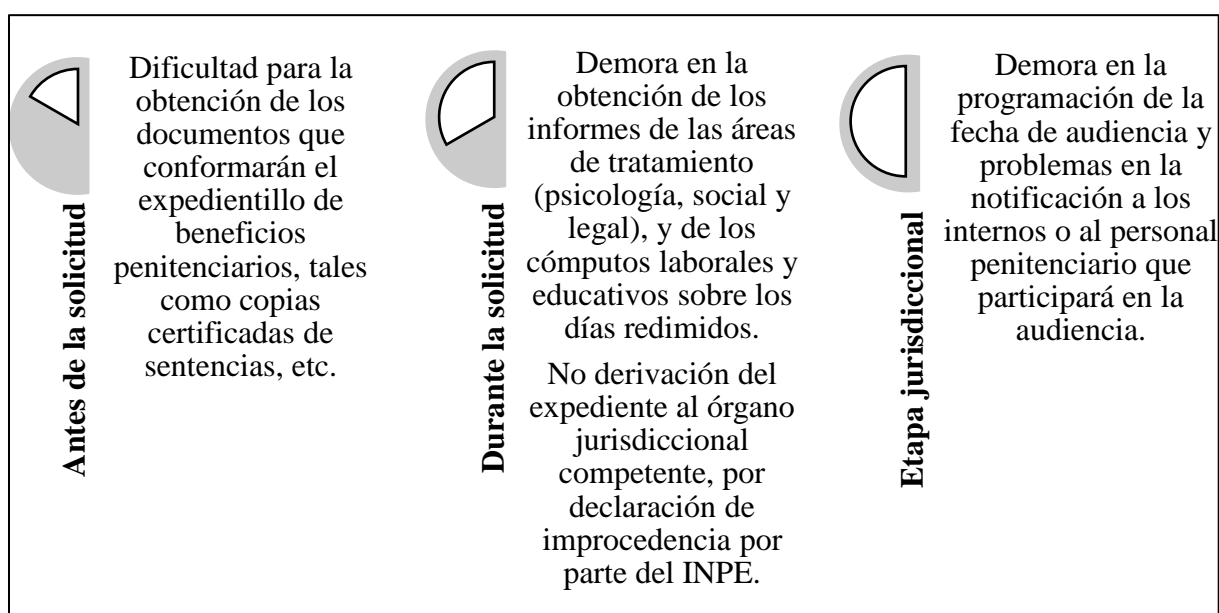 Antes de la solicitud
Dificultad para la
obtención de los
documentos que
conformarán el
expedientillo de
beneficios
penitenciarios, tales
como copias
certificadas de
sentencias, etc.
Durante la solicitud
Demora en la
obtención de los
informes de las áreas
de tratamiento
(psicología, social y
legal), y de los
cómputos laborales y
educativos sobre los
días redimidos.
No derivación del
expediente al órgano
jurisdiccional
competente, por
declaración de
improcedencia por
parte del INPE.
Etapa jurisdiccional
Demora en la
programación de la
fecha de audiencia y
problemas en la
notificación a los
internos o al personal
penitenciario que
participará en la
audiencia.